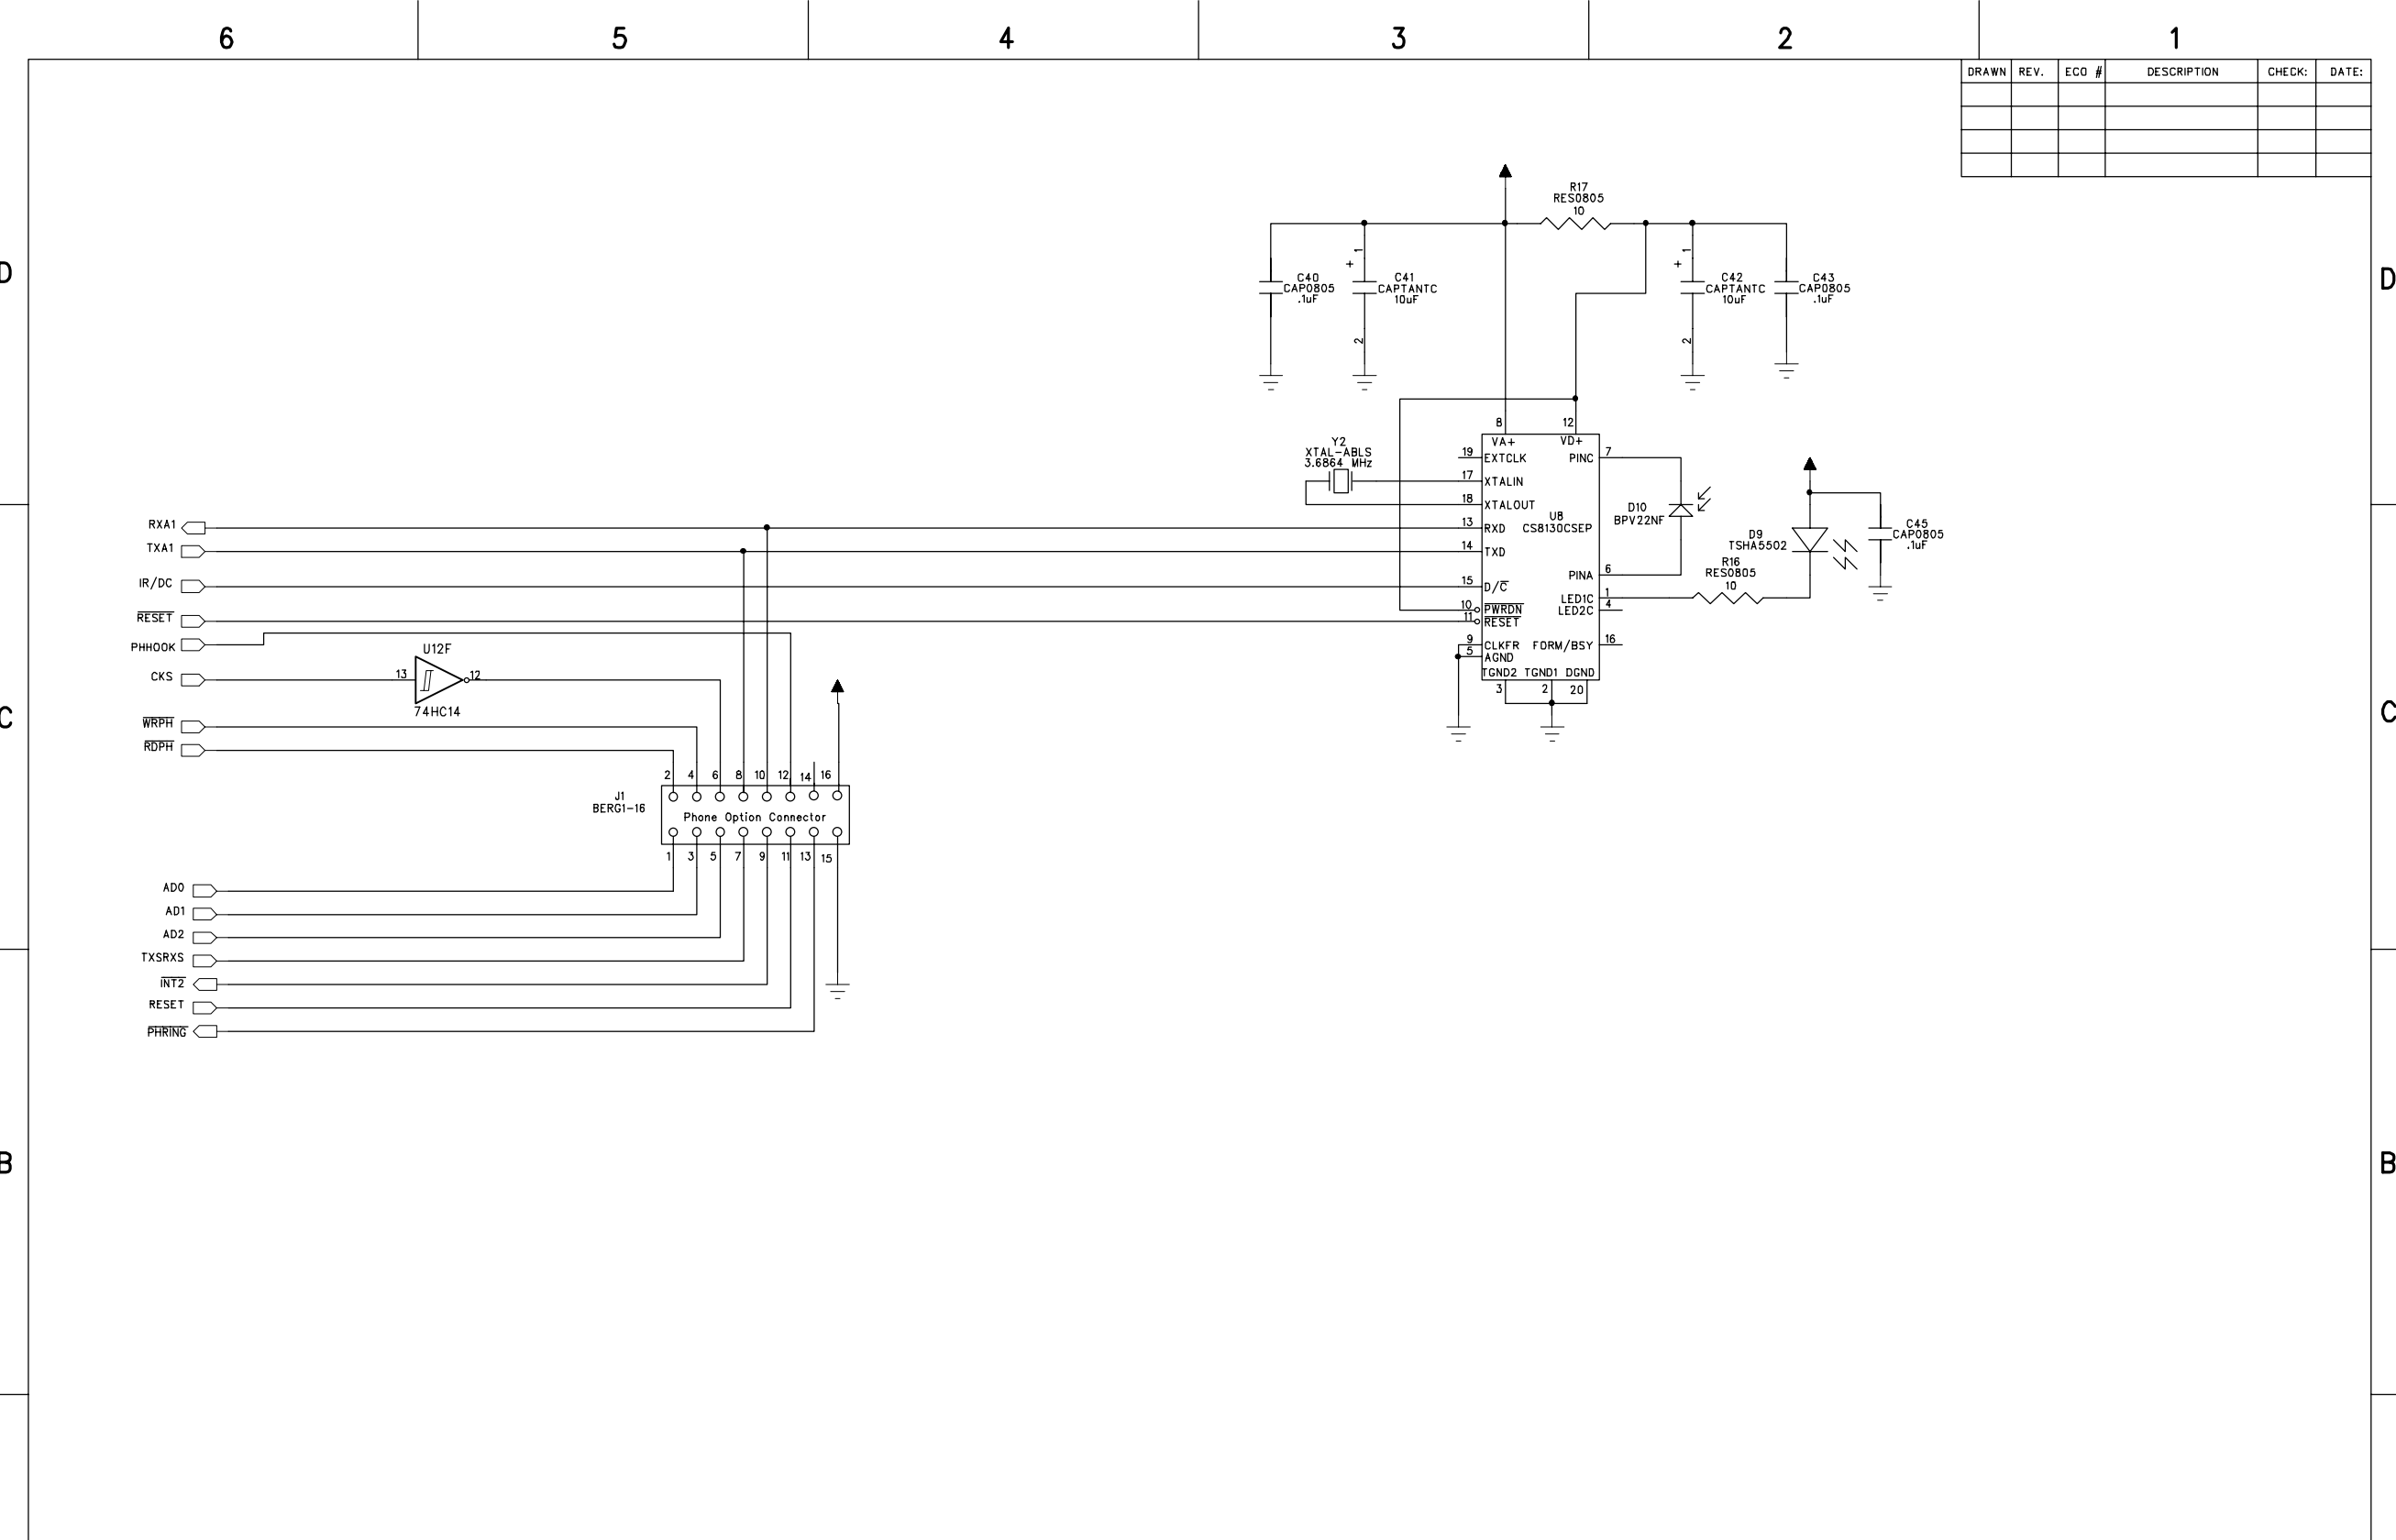 6 5 4 3 2 1
DRAWN REV. ECO # DESCRIPTION CHECK: DATE:
R17
RES0805
10
D
D
1
+
C40
CAP0805
.1uF
C41
CAPTANTC
10uF
2
1
+
C42
CAPTANTC
10uF
2
C43
CAP0805
.1uF
8
12
VA+
VD+
Y2
XTAL-ABLS
3.6864 MHz
19 EXTCLK
PINC 7
17 XTALIN
18 XTALOUT
U8
CS8130CSEP
D10
BPV22NF
RXA1
13 RXD
TXA1
14 TXD
D9
TSHA5502
C45
CAP0805
.1uF
R16
RES0805
10
IR/DC
15 D/C
PINA 6
LED1C 1
10 PWRDN
LED2C 4
RESET
11 RESET
PHHOOK
9 CLKFR
FORM/BSY 16
5 AGND
TGND2 TGND1 DGND
3 2 20
U12F
CKS
13 12
74HC14
C
C
WRPH
RDPH
2 4 6 8 10 12 14 16
J1
BERG1-16
Phone Option Connector
1 3 5 7 9 11 13 15
AD0
AD1
AD2
TXSRXS
INT2
RESET
PHRING
B
B